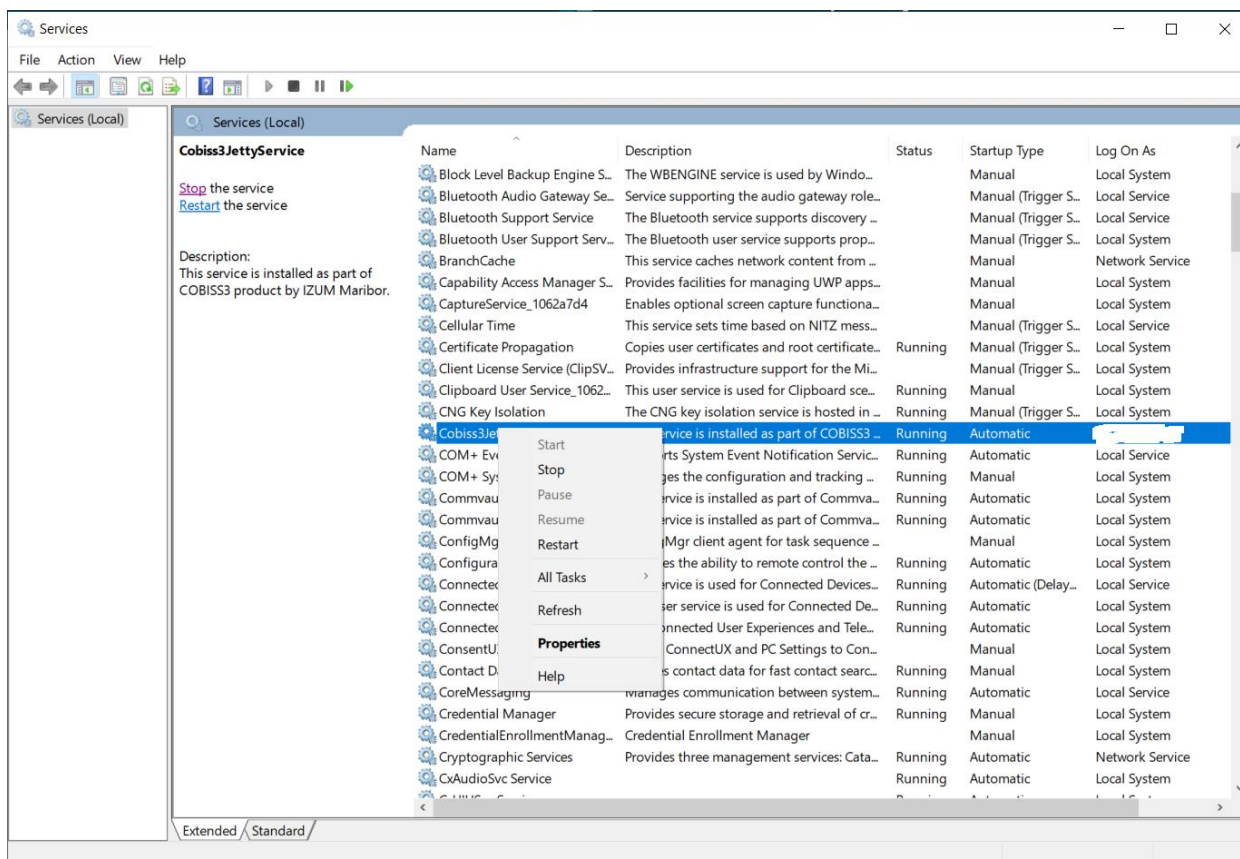 Services
File Action View Help
Services (Local)
Services (Local)
Cobiss3JettyService
Stop the service
Restart the service
Description:
This service is installed as part of
COBISS3 product by IZUM Maribor.
Name Description Status Startup Type Log On As
Block Level Backup Engine S... The WBENGINE service is used by Windo... Manual Local System
Bluetooth Audio Gateway Se... Service supporting the audio gateway role... Manual (Trigger S... Local Service
Bluetooth Support Service The Bluetooth service supports discovery ... Manual (Trigger S... Local Service
Bluetooth User Support Serv... The Bluetooth user service supports prop... Manual (Trigger S... Local System
BranchCache This service caches network content from ... Manual Network Service
Capability Access Manager S... Provides facilities for managing UWP apps... Manual Local System
CaptureService_1062a7d4 Enables optional screen capture functiona... Manual Local System
Cellular Time This service sets time based on NITZ mess... Manual (Trigger S... Local Service
Certificate Propagation Copies user certificates and root certificate... Running Manual (Trigger S... Local System
Client License Service (ClipSV... Provides infrastructure support for the Mi... Manual (Trigger S... Local System
Clipboard User Service_1062... This user service is used for Clipboard sce... Running Manual Local System
CNG Key Isolation The CNG key isolation service is hosted in ... Running Manual (Trigger S... Local System
Cobiss3Je service is installed as part of COBISS3 ... Running Automatic
COM+ Eve rts System Event Notification Servic... Running Automatic Local Service
COM+ Sys ges the configuration and tracking ... Running Manual Local System
Commvau ervice is installed as part of Commva... Running Automatic Local System
Commvau ervice is installed as part of Commva... Running Automatic Local System
ConfigMg Mgr client agent for task sequence ... Manual Local System
Configura es the ability to remote control the ... Running Automatic Local System
Connected ervice is used for Connected Devices... Running Automatic (Delay... Local Service
Connected ser service is used for Connected De... Running Automatic Local System
Connected onnected User Experiences and Tele... Running Automatic Local System
ConsentU ConnectUX and PC Settings to Con... Manual Local System
Contact D s contact data for fast contact searc... Running Manual Local System
CoreMessaging Manages communication between system... Running Automatic Local Service
Credential Manager Provides secure storage and retrieval of cr... Running Manual Local System
CredentialEnrollmentManag... Credential Enrollment Manager Manual Local System
Cryptographic Services Provides three management services: Cata... Running Automatic Network Service
CxAudioSvc Service Running Automatic Local System
Start
Stop
Pause
Resume
Restart
All Tasks
Refresh
Properties
Help
Extended Standard